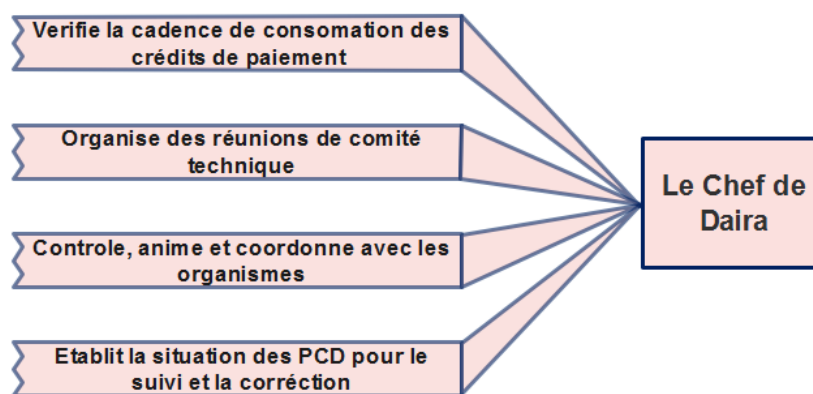 Verifie la cadence de consomation des
crédits de paiement
Organise des réunions de comité
technique
Controle, anime et coordonne avec les
organismes
Etablit la situation des PCD pour le
suivi et la corréction
Le Chef de
Daira